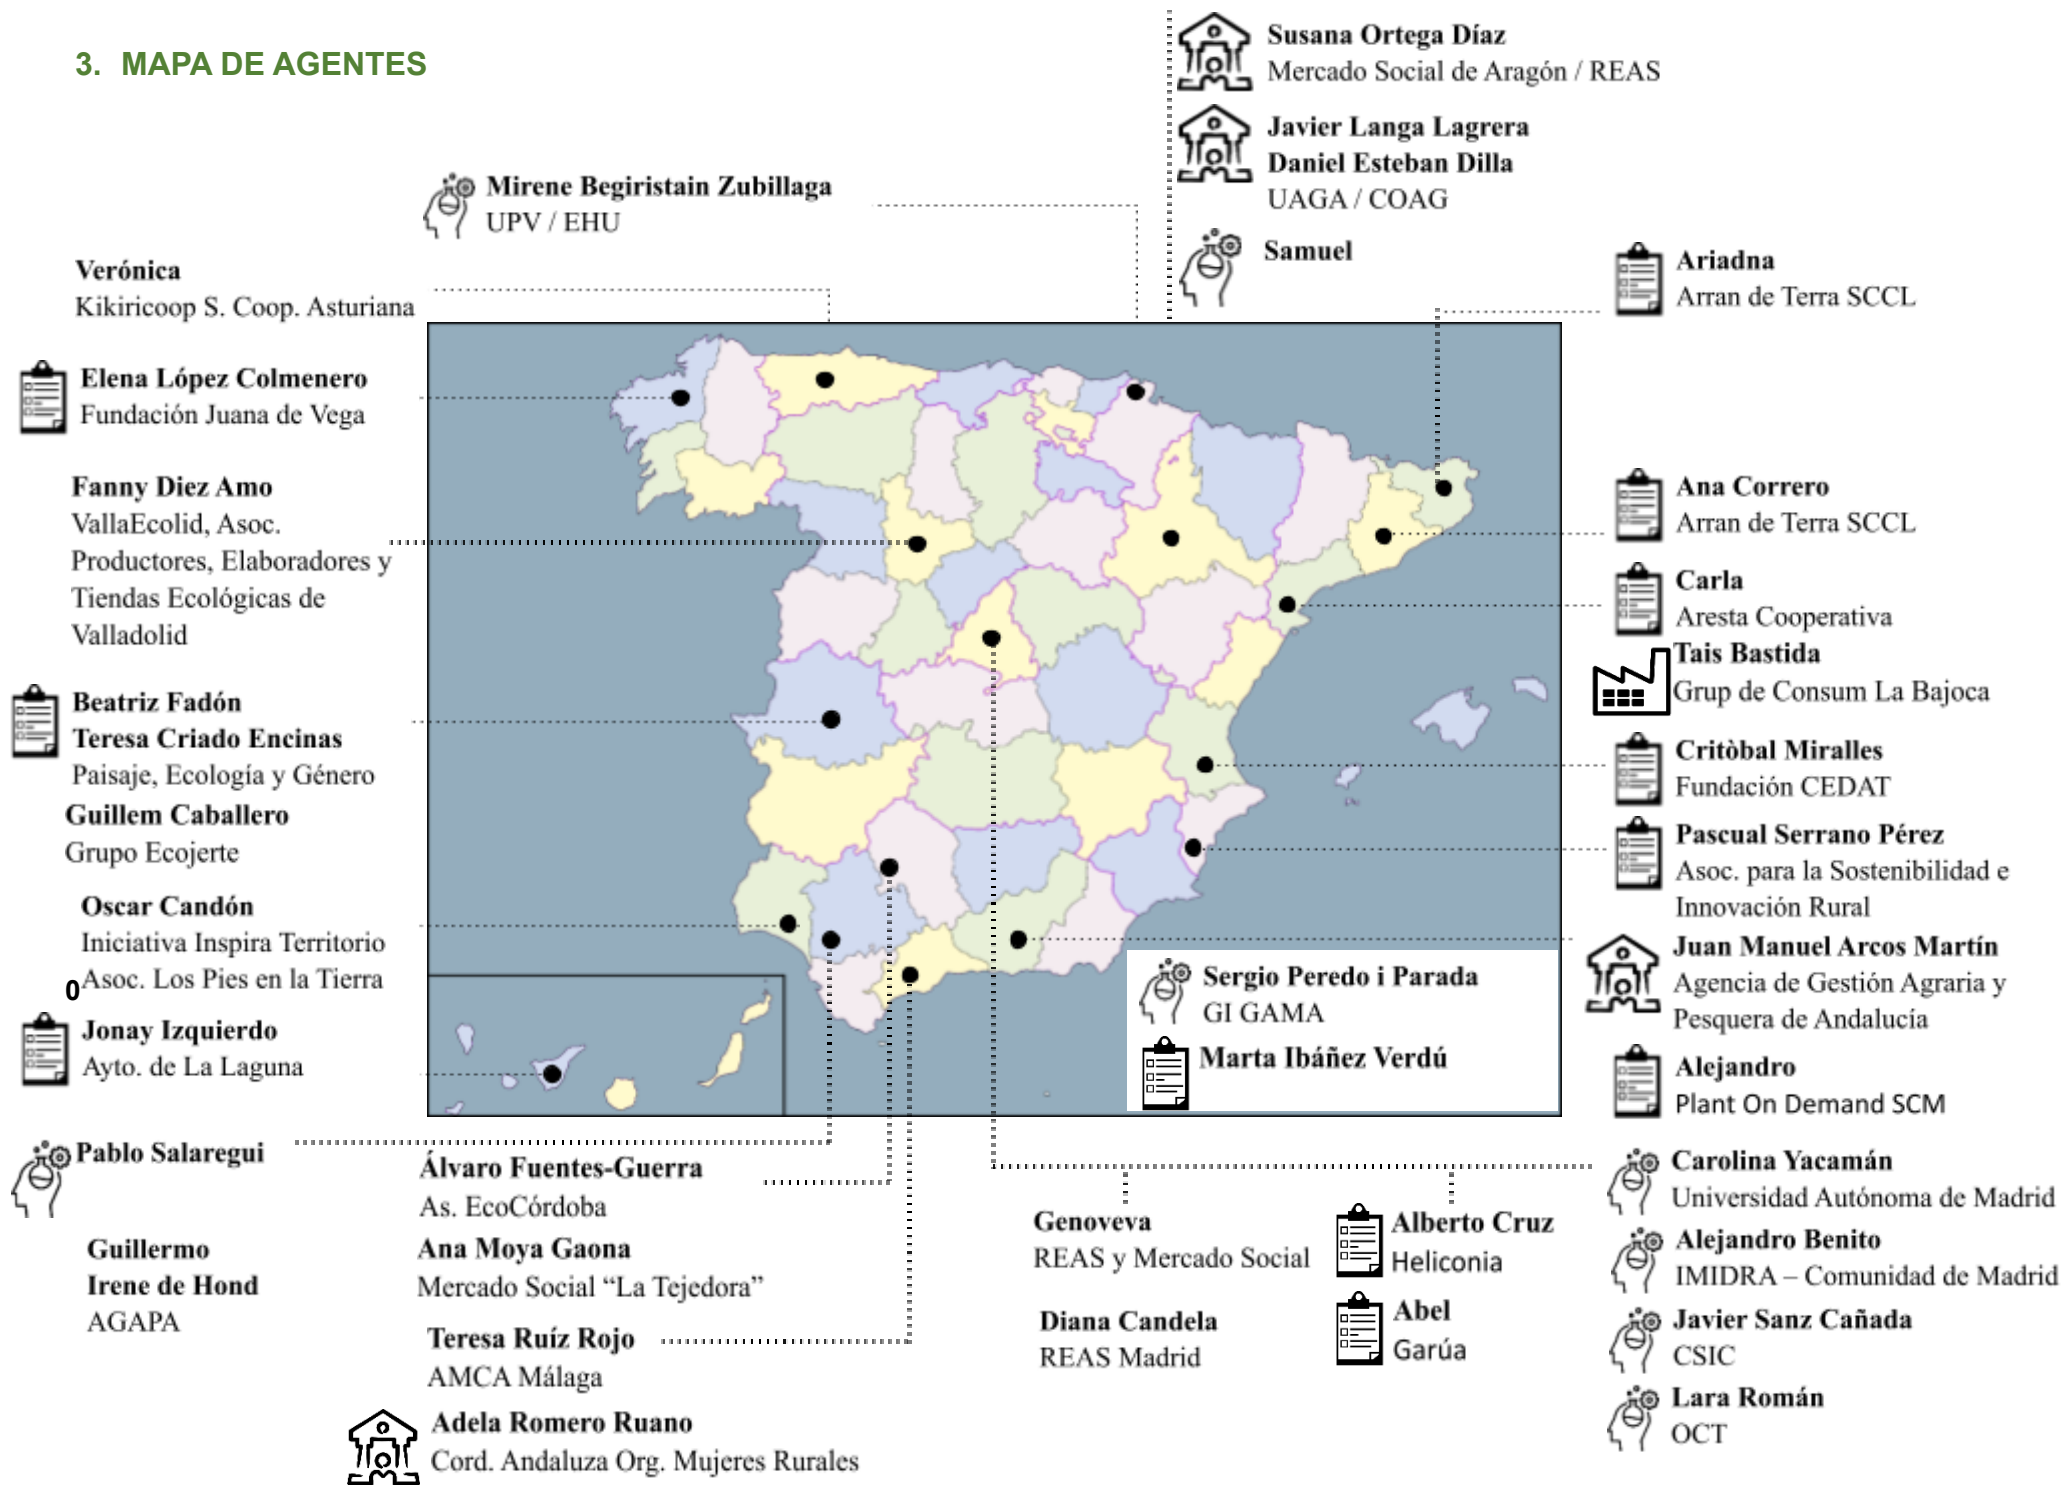 3. MAPA DE AGENTES
Susana Ortega Díaz
Mercado Social de Aragón / REAS
Javier Langa Lagrera
Daniel Esteban Dilla
UAGA / COAG
Samuel
Mirene Begiristain Zubillaga
UPV / EHU
Verónica
Kikiricoop S. Coop. Asturiana
Elena López Colmenero
Fundación Juana de Vega
Fanny Diez Amo
VallaEcolid, Asoc.
Productores, Elaboradores y
Tiendas Ecológicas de
Valladolid
Beatriz Fadón
Teresa Criado Encinas
Paisaje, Ecología y Género
Guillem Caballero
Grupo Ecojerte
Oscar Candón
Iniciativa Inspira Territorio
Asoc. Los Pies en la Tierra
0
Jonay Izquierdo
Ayto. de La Laguna
Pablo Salaregui
Guillermo
Irene de Hond
AGAPA
Álvaro Fuentes-Guerra
As. EcoCórdoba
Ana Moya Gaona
Mercado Social “La Tejedora”
Teresa Ruíz Rojo
AMCA Málaga
Adela Romero Ruano
Cord. Andaluza Org. Mujeres Rurales
Sergio Peredo i Parada
GI GAMA
Marta Ibáñez Verdú
Genoveva
REAS y Mercado Social
Diana Candela
REAS Madrid
Alberto Cruz
Heliconia
Abel
Garúa
Ariadna
Arran de Terra SCCL
Ana Correro
Arran de Terra SCCL
Carla
Aresta Cooperativa
Tais Bastida
Grup de Consum La Bajoca
Critòbal Miralles
Fundación CEDAT
Pascual Serrano Pérez
Asoc. para la Sostenibilidad e
Innovación Rural
Juan Manuel Arcos Martín
Agencia de Gestión Agraria y
Pesquera de Andalucía
Alejandro
Plant On Demand SCM
Carolina Yacamán
Universidad Autónoma de Madrid
Alejandro Benito
IMIDRA – Comunidad de Madrid
Javier Sanz Cañada
CSIC
Lara Román
OCT